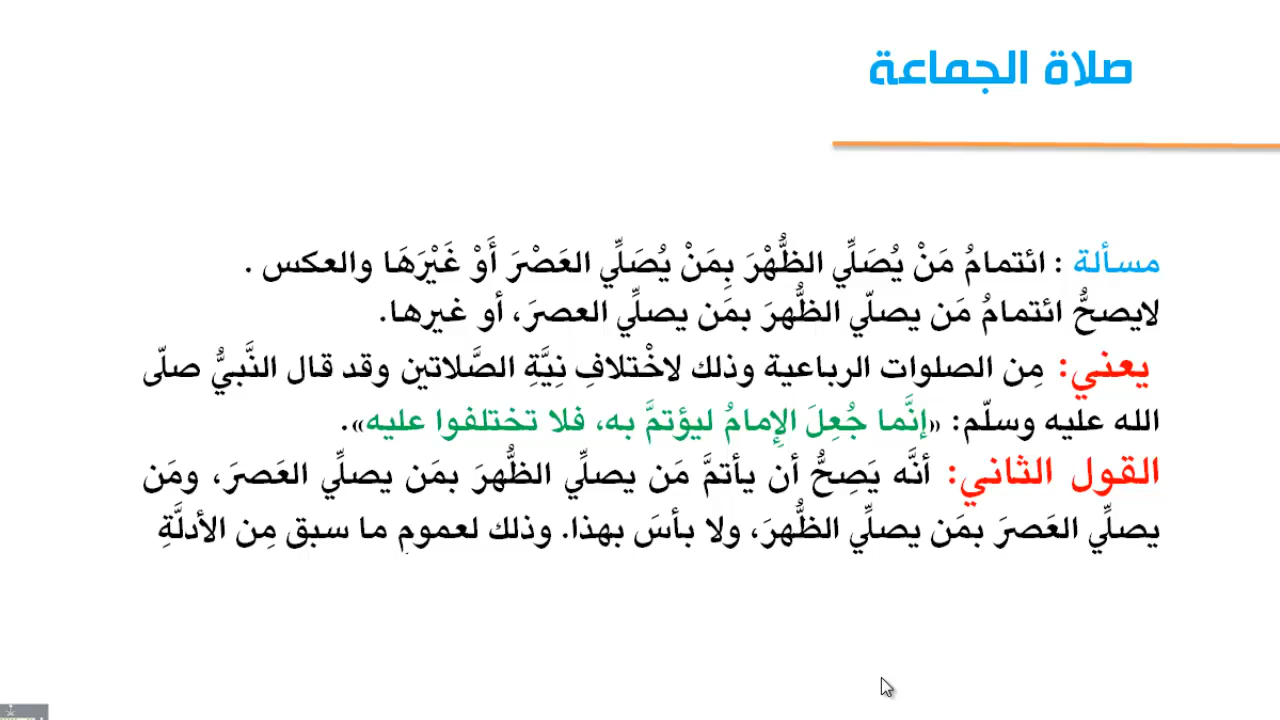 صلاة الجماعة
مسألة : ائتمامُ مَنْ يُصَلِّي الظُّهْرَ بِمَنْ يُصَلِّي العَصْرَ أَوْ غَيْرَهَا والعكس .
لايصحُّ ائتمامُ مَن يصلّي الظُّهرَ بمَن يصلِّي العصرَ، أو غيرها.
يعني: مِن الصلوات الرباعية وذلك لاخْتلافِ نِيَّةِ الصَّلاتين وقد قال النَّبيُّ صلّى
الله عليه وسلّم: «إنَّما جُعِلَ الإِمامُ ليؤتمَّ به، فلا تختلفوا عليه».
القول الثاني: أنَّه يَصِحُّ أن يأتمَّ مَن يصلِّي الظُّهرَ بمَن يصلِّي العَصرَ، ومَن
يصلِّي العَصرَ بمَن يصلِّي الظُّهرَ، ولا بأسَ بهذا. وذلك لعمومِ ما سبق مِن الأدلَّةِ